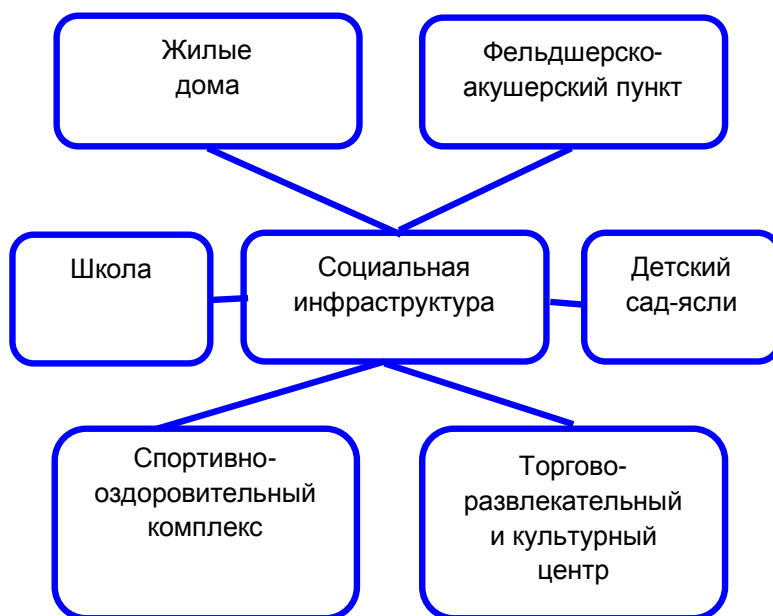 Жилые
дома
Фельдшерско-
акушерский пункт
Школа
Социальная
инфраструктура
Детский
сад-ясли
Спортивно-
оздоровительный
комплекс
Торгово-
развлекательный
и культурный
центр